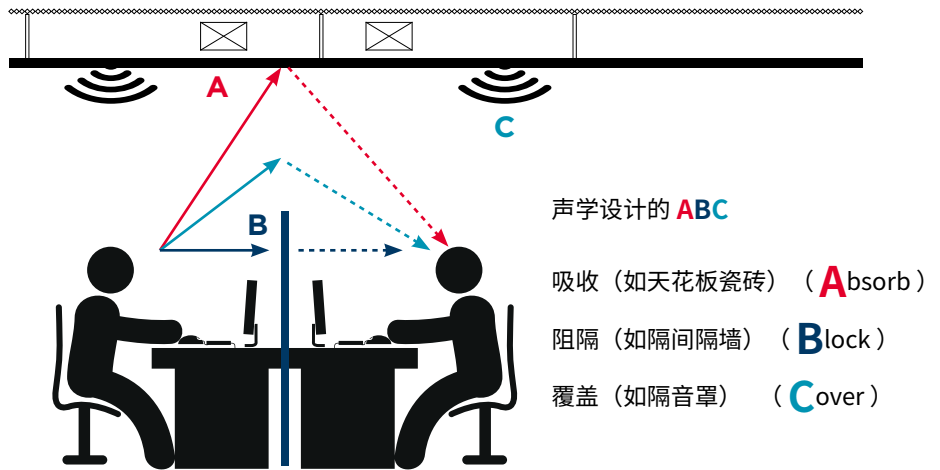 A
C
B
声学设计的 ABC
吸收（如天花板瓷砖）（ Absorb ）
阻隔（如隔间隔墙）（ Block ）
覆盖（如隔音罩）（ Cover ）